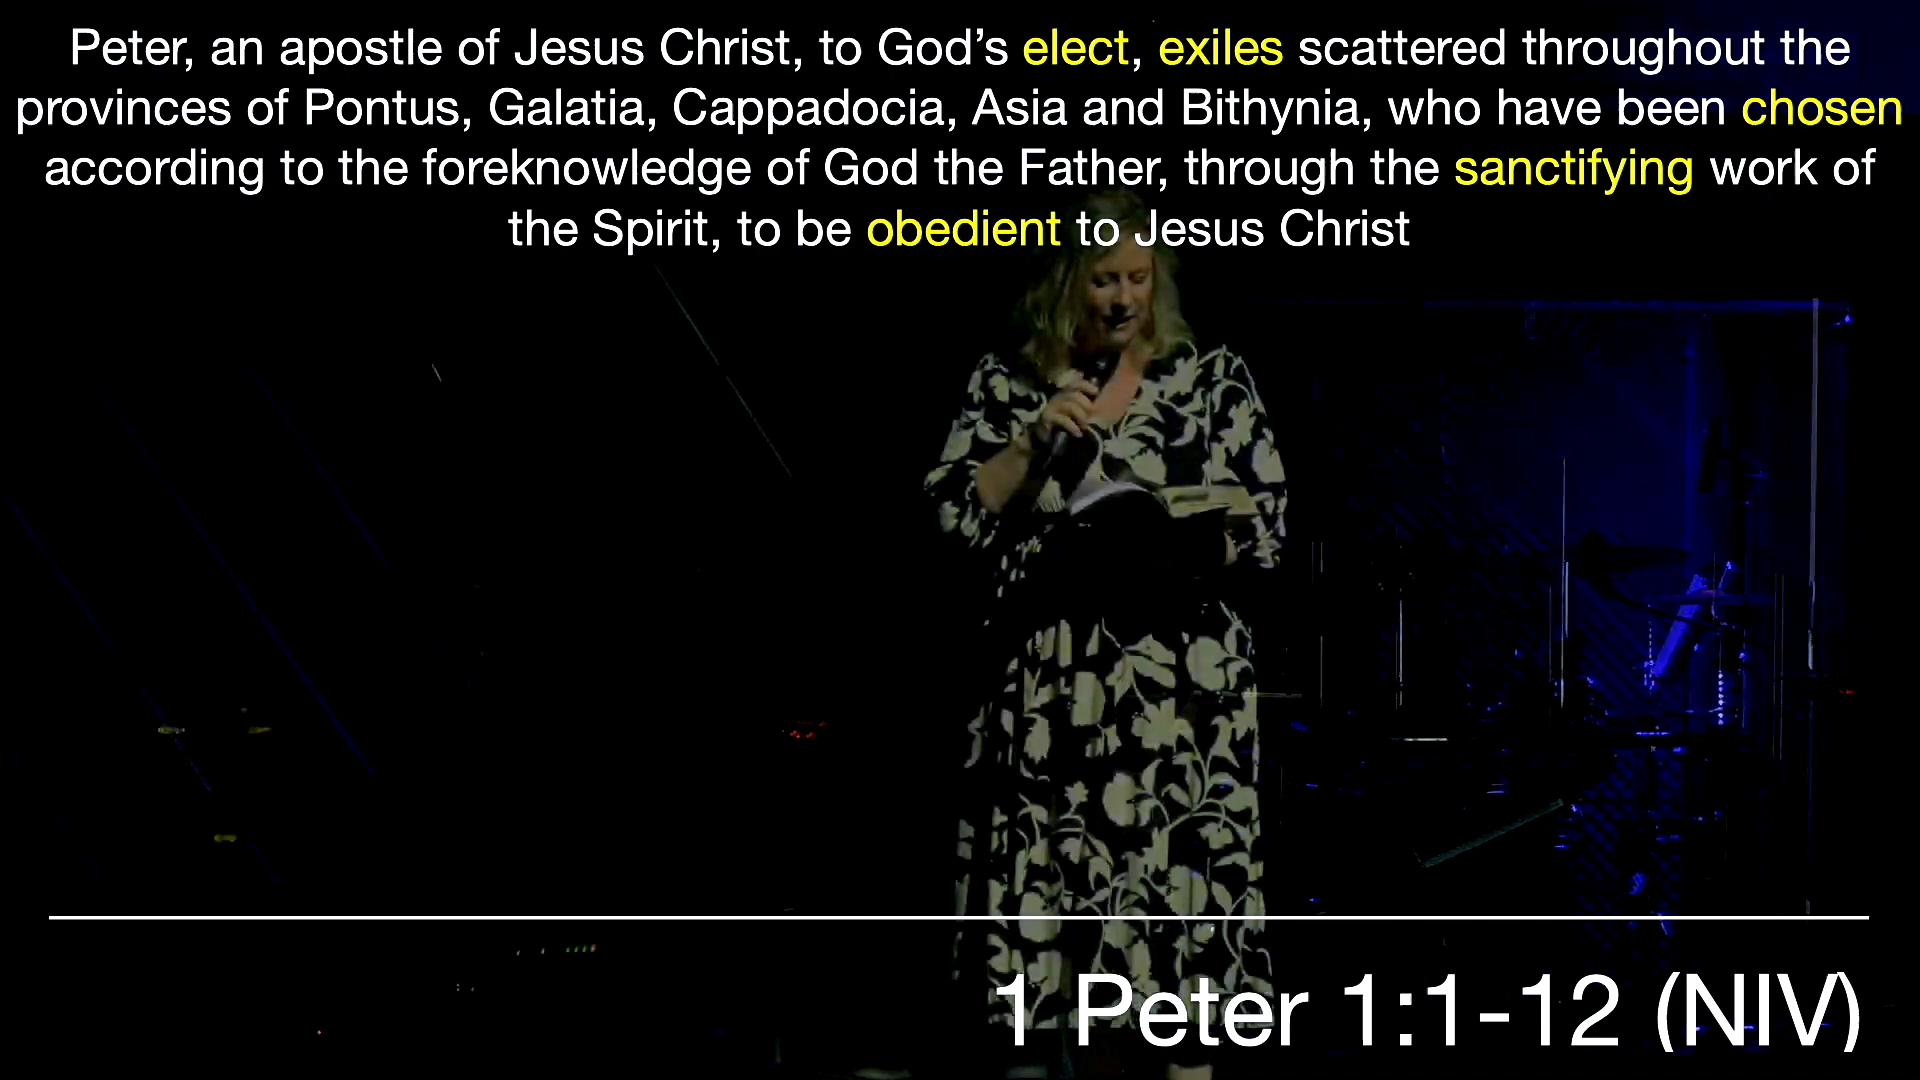 Peter, an apostle of Jesus Christ, to God’s elect, exiles scattered throughout the
provinces of Pontus, Galatia, Cappadocia, Asia and Bithynia, who have been chosen
according to the foreknowledge of God the Father, through the sanctifying work of
the Spirit, to be obedient to Jesus Christ
1 Peter 1:1-12 (NIV)